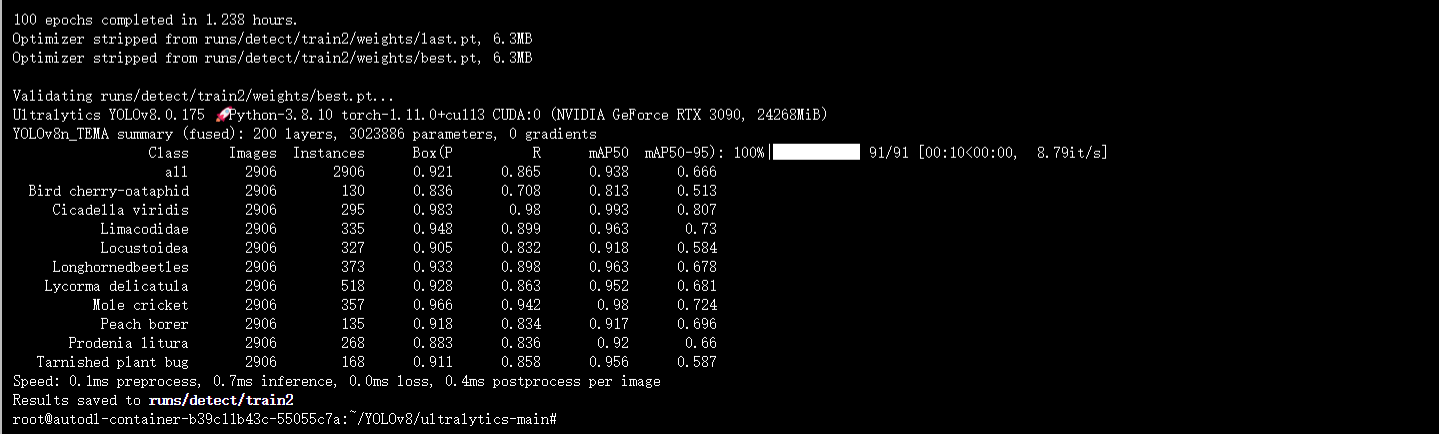 100 epochs completed in 1.238 hours.
Optimizer stripped from runs/detect/train2/weights/last.pt, 6.3MB
Optimizer stripped from runs/detect/train2/weights/best.pt, 6.3MB
Validating runs/detect/train2/weights/best.pt...
Ultralytics YOLOv8.0.175 🚀Python-3.8.10 torch-1.11.0+cu113 CUDA:0 (NVIDIA GeForce RTX 3090, 24268MiB)
YOLOv8n_TEMA summary (fused): 200 layers, 3023886 parameters, 0 gradients
Class Images Instances Box(P R mAP50 mAP50-95): 100%|██████████| 91/91 [00:10<00:00, 8.79it/s]
all 2906 2906 0.921 0.865 0.938 0.666
Bird cherry-oataphid 2906 130 0.836 0.708 0.813 0.513
Cicadella viridis 2906 295 0.983 0.98 0.993 0.807
Limacodidae 2906 335 0.948 0.899 0.963 0.73
Locustoidea 2906 327 0.905 0.832 0.918 0.584
Longhornedbeetles 2906 373 0.933 0.898 0.963 0.678
Lycorma delicatula 2906 518 0.928 0.863 0.952 0.681
Mole cricket 2906 357 0.966 0.942 0.98 0.724
Peach borer 2906 135 0.918 0.834 0.917 0.696
Prodenia litura 2906 268 0.883 0.836 0.92 0.66
Tarnished plant bug 2906 168 0.911 0.858 0.956 0.587
Speed: 0.1ms preprocess, 0.7ms inference, 0.0ms loss, 0.4ms postprocess per image
Results saved to runs/detect/train2
root@autodl-container-b39c11b43c-55055c7a:~/YOLOv8/ultralytics-main#